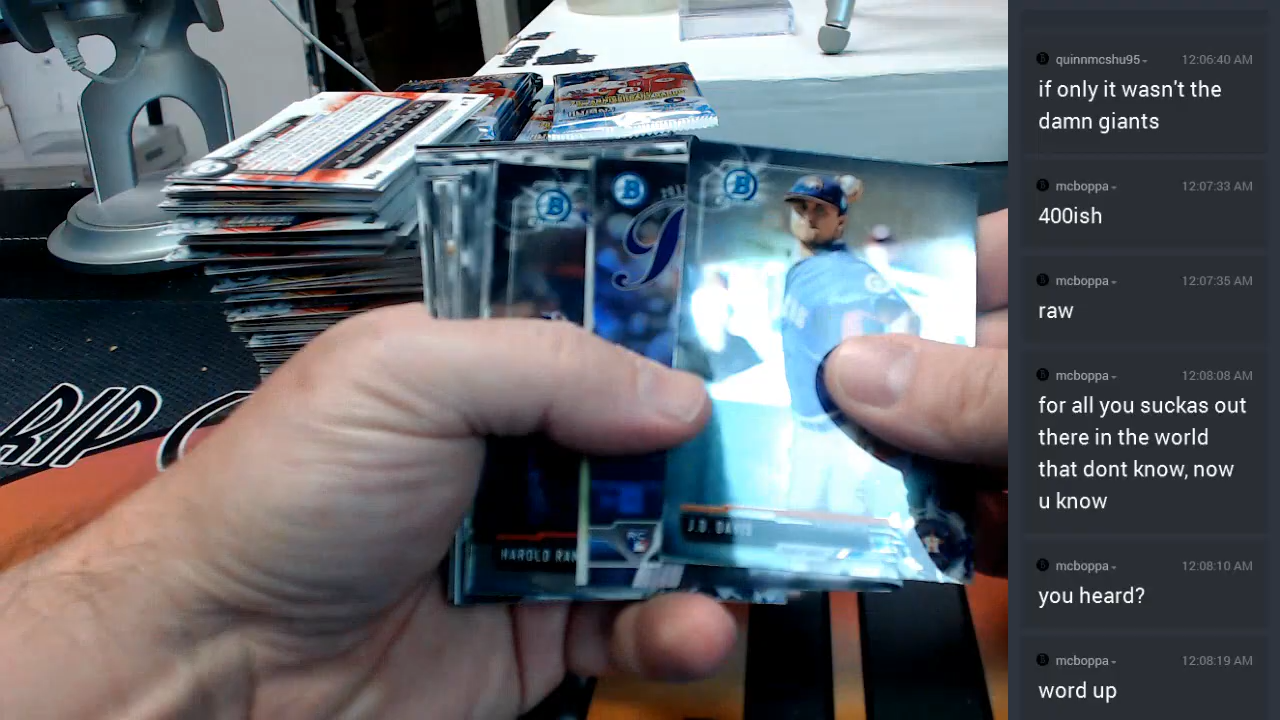 RIP
B
B
2017
B
HAROLD RAM
RC
J.D. DAVIS
quinnmcshu95
12:06:40 AM
if only it wasn't the
damn giants
mcboppa
12:07:33 AM
400ish
mcboppa
12:07:35 AM
raw
mcboppa
12:08:08 AM
for all you suckas out
there in the world
that dont know, now
u know
mcboppa
12:08:10 AM
you heard?
mcboppa
12:08:19 AM
word up